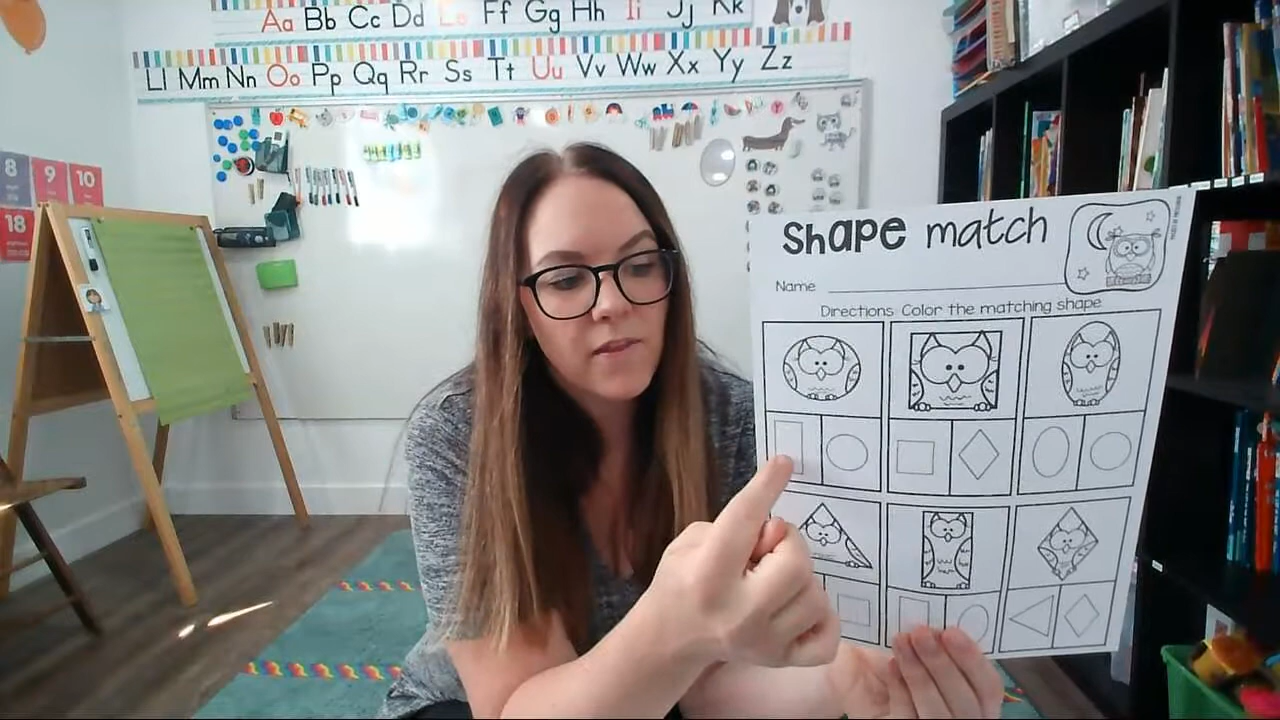 Aa Bb Cc Dd Ee Ff Gg Hh Ii Jj Kk
Ll Mm Nn Oo Pp Qq Rr Ss Tt Uu Vv Ww Xx Yy Zz
8 9 10
18
Shape match
Name
Directions Color the matching shape